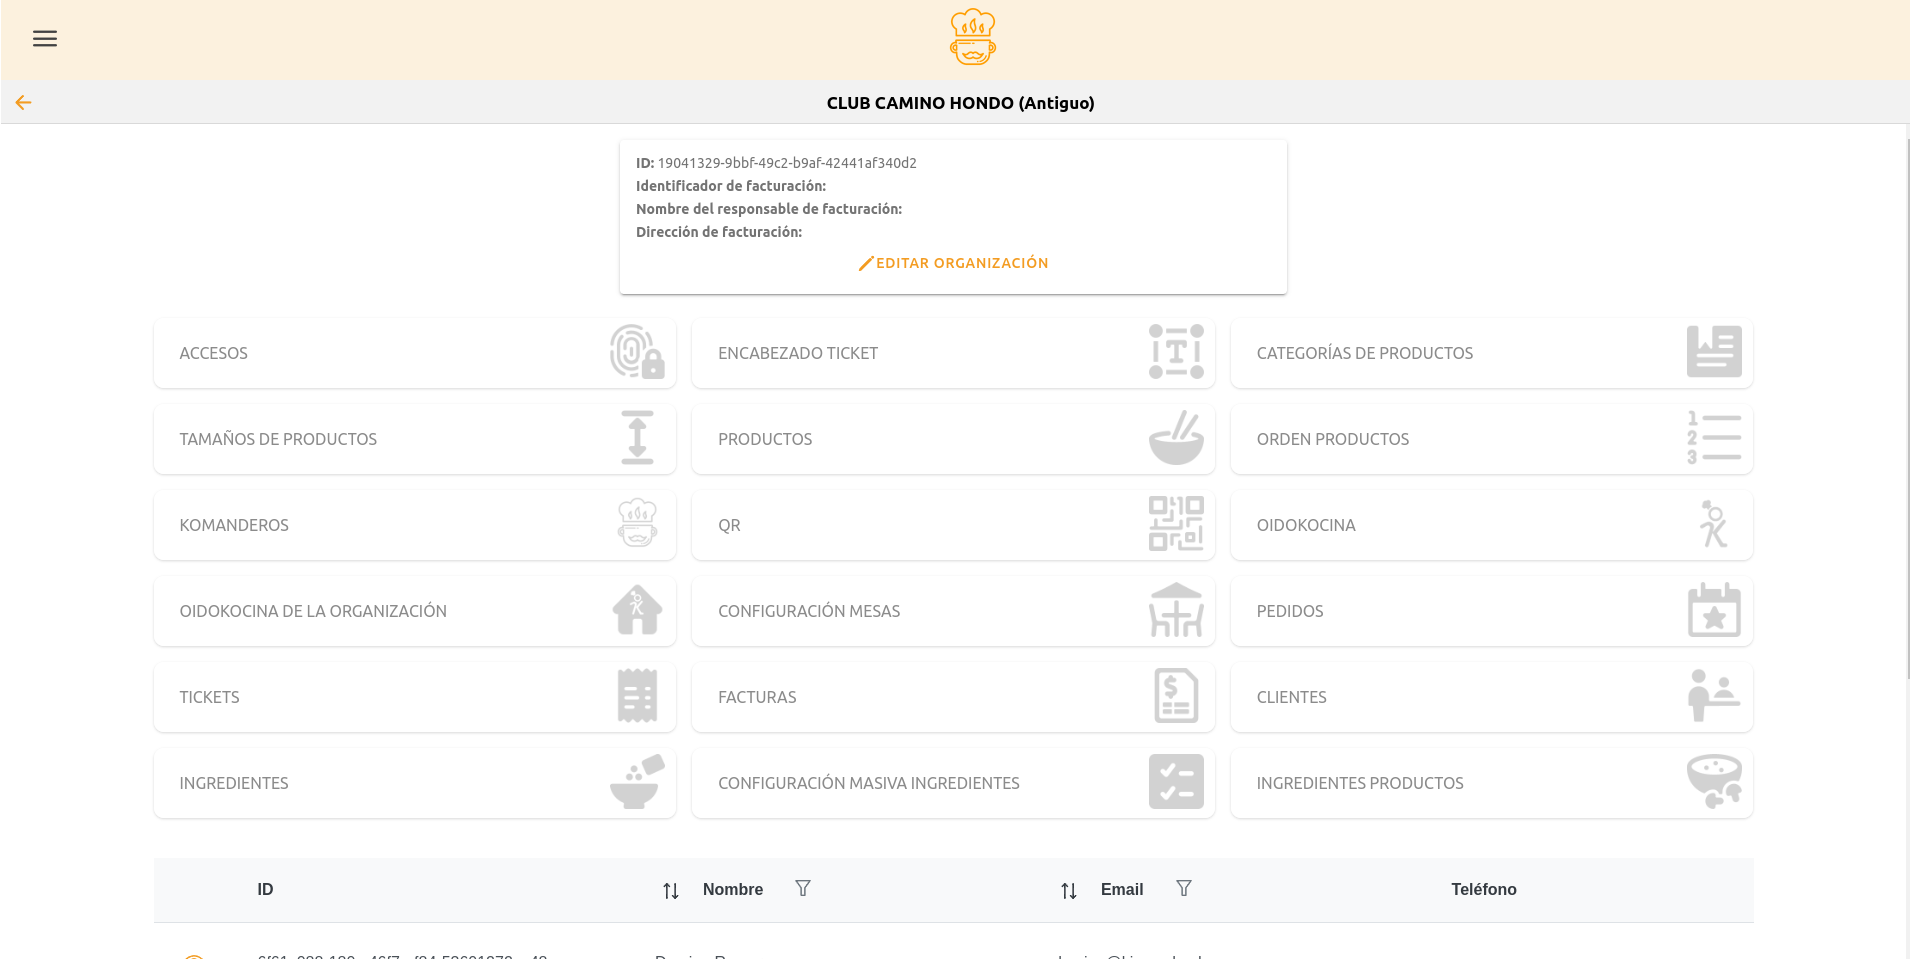 CLUB CAMINO HONDO (Antiguo)
ID: 19041329-9bbf-49c2-b9af-42441af340d2
Identificador de facturación:
Nombre del responsable de facturación:
Dirección de facturación:
EDITAR ORGANIZACIÓN
ACCESOS
ENCABEZADO TICKET
CATEGORÍAS DE PRODUCTOS
TAMAÑOS DE PRODUCTOS
PRODUCTOS
ORDEN PRODUCTOS
KOMANDEROS
QR
OIDOKOCINA
OIDOKOCINA DE LA ORGANIZACIÓN
CONFIGURACIÓN MESAS
PEDIDOS
TICKETS
FACTURAS
CLIENTES
INGREDIENTES
CONFIGURACIÓN MASIVA INGREDIENTES
INGREDIENTES PRODUCTOS
ID Nombre Email Teléfono